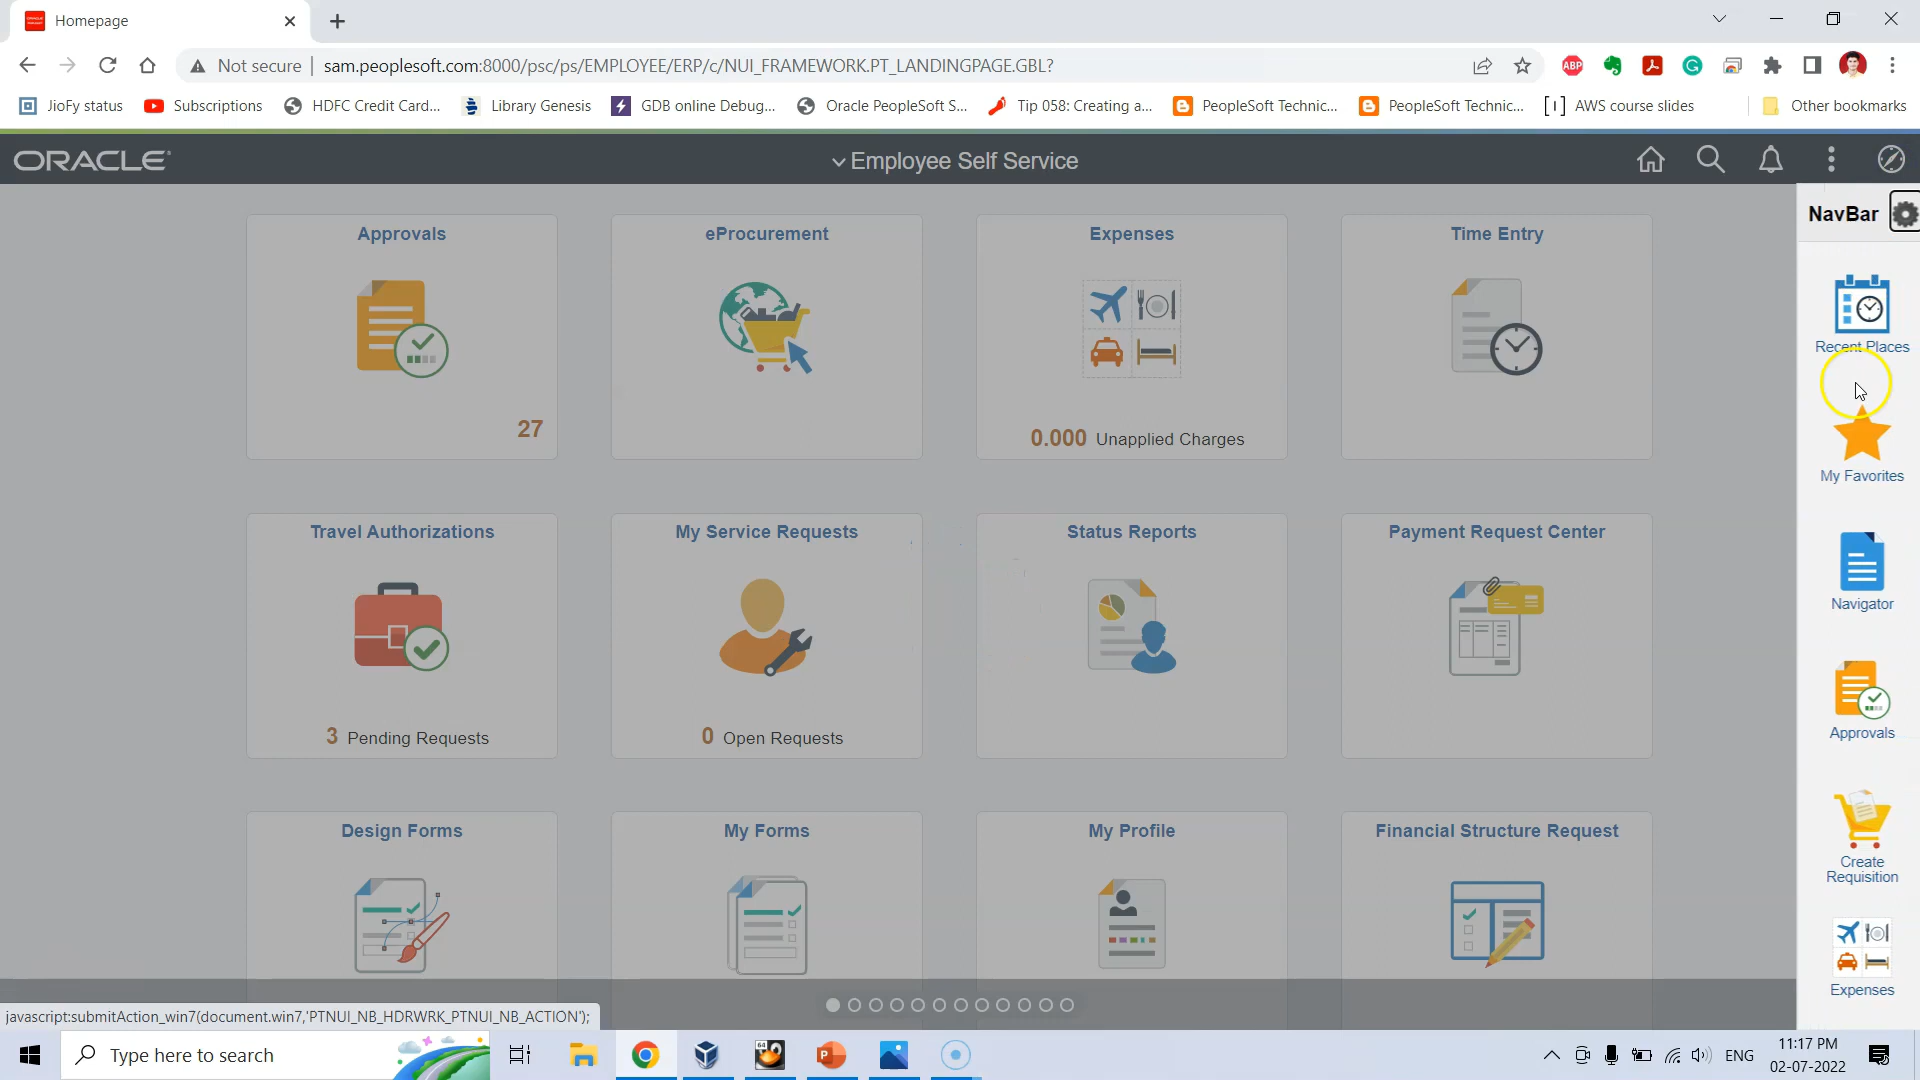 Homepage
Not secure
sam.peoplesoft.com:8000/psc/ps/EMPLOYEE/ERP/c/NUI_FRAMEWORK.PT_LANDINGPAGE.GBL?
ABP
JioFy status
Subscriptions
HDFC Credit Card...
Library Genesis
GDB online Debug...
Oracle PeopleSoft S...
Tip 058: Creating a...
PeopleSoft Technic...
PeopleSoft Technic...
AWS course slides
Other bookmarks
ORACLE
Employee Self Service
NavBar
Approvals
eProcurement
Expenses
Time Entry
27
0.000 Unapplied Charges
Travel Authorizations
My Service Requests
Status Reports
Payment Request Center
3 Pending Requests
0 Open Requests
Design Forms
My Forms
My Profile
Financial Structure Request
Recent Places
My Favorites
Navigator
Approvals
Create
Requisition
Expenses
javascript:submitAction_win7(document.win7,'PTNUI_NB_HDRWRK_PTNUI_NB_ACTION');
Type here to search
64
ENG
11:17 PM
02-07-2022